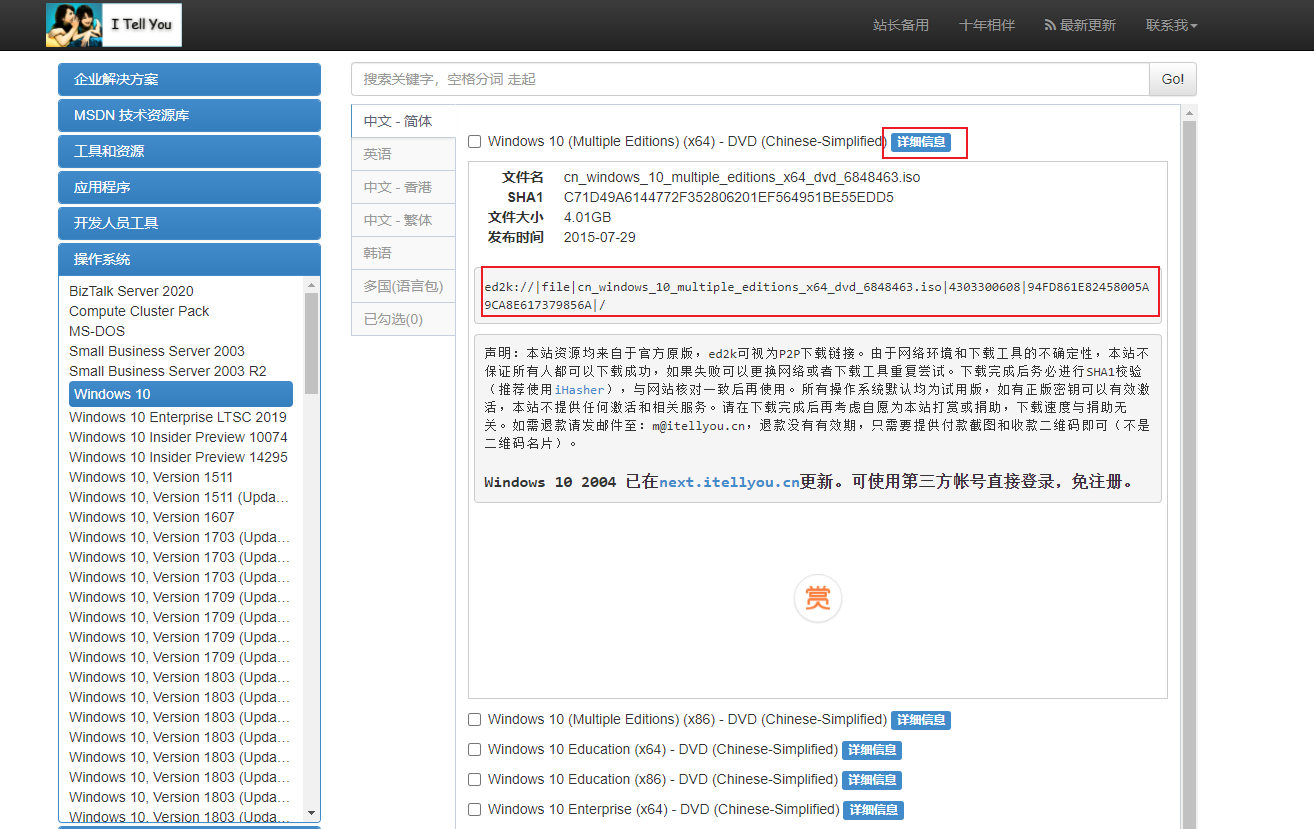 I Tell You
站长备用 十年相伴 最新更新 联系我
企业解决方案
MSDN 技术资源库
工具和资源
应用程序
开发人员工具
操作系统
BizTalk Server 2020
Compute Cluster Pack
MS-DOS
Small Business Server 2003
Small Business Server 2003 R2
Windows 10
Windows 10 Enterprise LTSC 2019
Windows 10 Insider Preview 10074
Windows 10 Insider Preview 14295
Windows 10, Version 1511
Windows 10, Version 1511 (Upda...
Windows 10, Version 1607
Windows 10, Version 1703 (Upda...
Windows 10, Version 1703 (Upda...
Windows 10, Version 1703 (Upda...
Windows 10, Version 1709 (Upda...
Windows 10, Version 1709 (Upda...
Windows 10, Version 1709 (Upda...
Windows 10, Version 1709 (Upda...
Windows 10, Version 1803 (Upda...
Windows 10, Version 1803 (Upda...
Windows 10, Version 1803 (Upda...
Windows 10, Version 1803 (Upda...
Windows 10, Version 1803 (Upda...
Windows 10, Version 1803 (Upda...
Windows 10, Version 1803 (Upda...
Windows 10, Version 1803 (Upda...
搜索关键字，空格分词 走起
Go!
中文 - 简体
英语
中文 - 香港
中文 - 繁体
韩语
多国(语言包)
已勾选(0)
Windows 10 (Multiple Editions) (x64) - DVD (Chinese-Simplified) 详细信息
文件名 cn_windows_10_multiple_editions_x64_dvd_6848463.iso
SHA1 C71D49A6144772F352806201EF564951BE55EDD5
文件大小 4.01GB
发布时间 2015-07-29
ed2k://|file|cn_windows_10_multiple_editions_x64_dvd_6848463.iso|4303300608|94FD861E82458005A
9CA8E617379856A|/
声明：本站资源均来自于官方原版，ed2k可视为P2P下载链接。由于网络环境和下载工具的不确定性，本站不
保证所有人都可以下载成功，如果失败可以更换网络或者下载工具重复尝试。下载完成后务必进行SHA1校验
（推荐使用iHasher），与网站核对一致后再使用。所有操作系统默认均为试用版，如有正版密钥可以有效激
活，本站不提供任何激活和相关服务。请在下载完成后再考虑自愿为本站打赏或捐助，下载速度与捐助无
关。如需退款请发邮件至：m@itellyou.cn，退款没有有效期，只需要提供付款截图和收款二维码即可（不是
二维码名片）。
Windows 10 2004 已在next.itellyou.cn更新。可使用第三方帐号直接登录，免注册。
赏
Windows 10 (Multiple Editions) (x86) - DVD (Chinese-Simplified) 详细信息
Windows 10 Education (x64) - DVD (Chinese-Simplified) 详细信息
Windows 10 Education (x86) - DVD (Chinese-Simplified) 详细信息
Windows 10 Enterprise (x64) - DVD (Chinese-Simplified) 详细信息